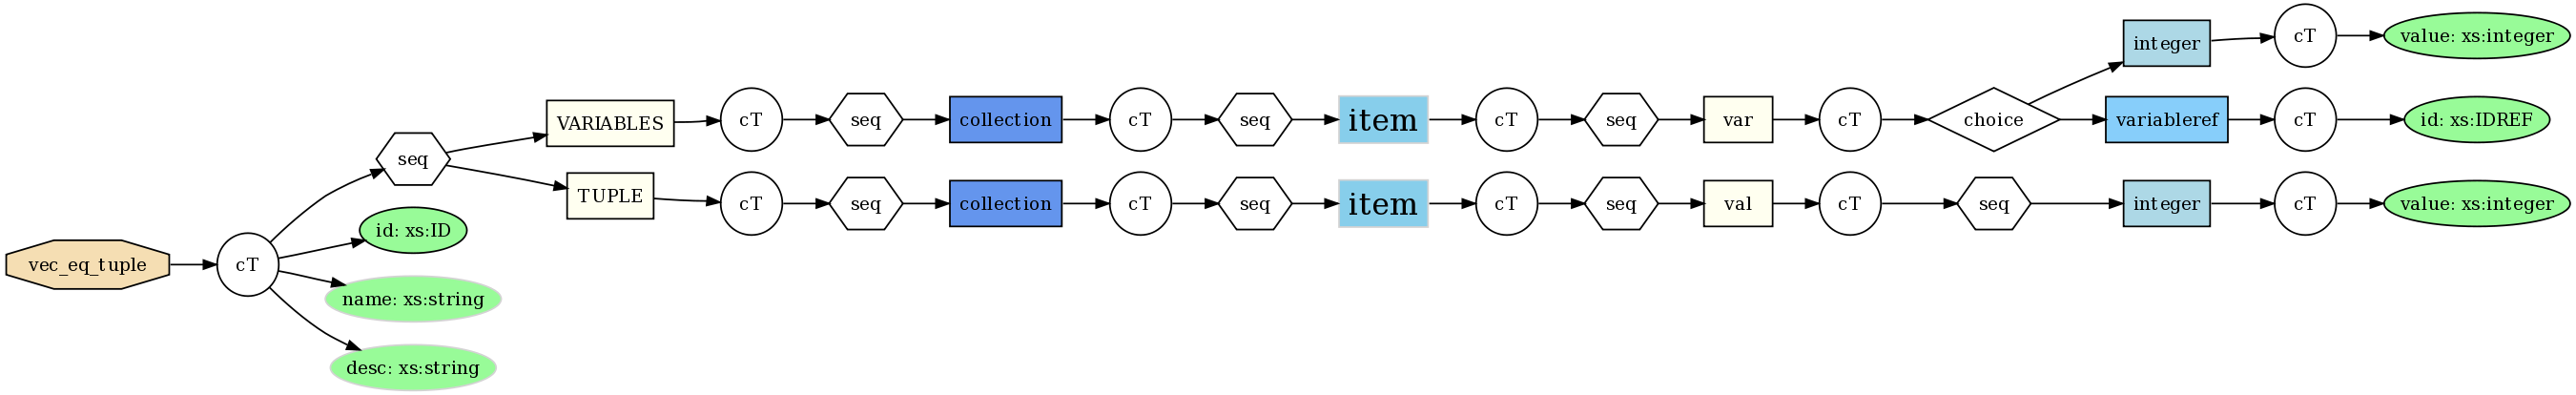 vec_eq_tuple
cT
seq
id: xs:ID
name: xs:string
desc: xs:string
VARIABLES
cT
seq
collection
cT
seq
item
cT
seq
var
cT
choice
integer
cT
value: xs:integer
variableref
cT
id: xs:IDREF
TUPLE
cT
seq
collection
cT
seq
item
cT
seq
val
cT
seq
integer
cT
value: xs:integer